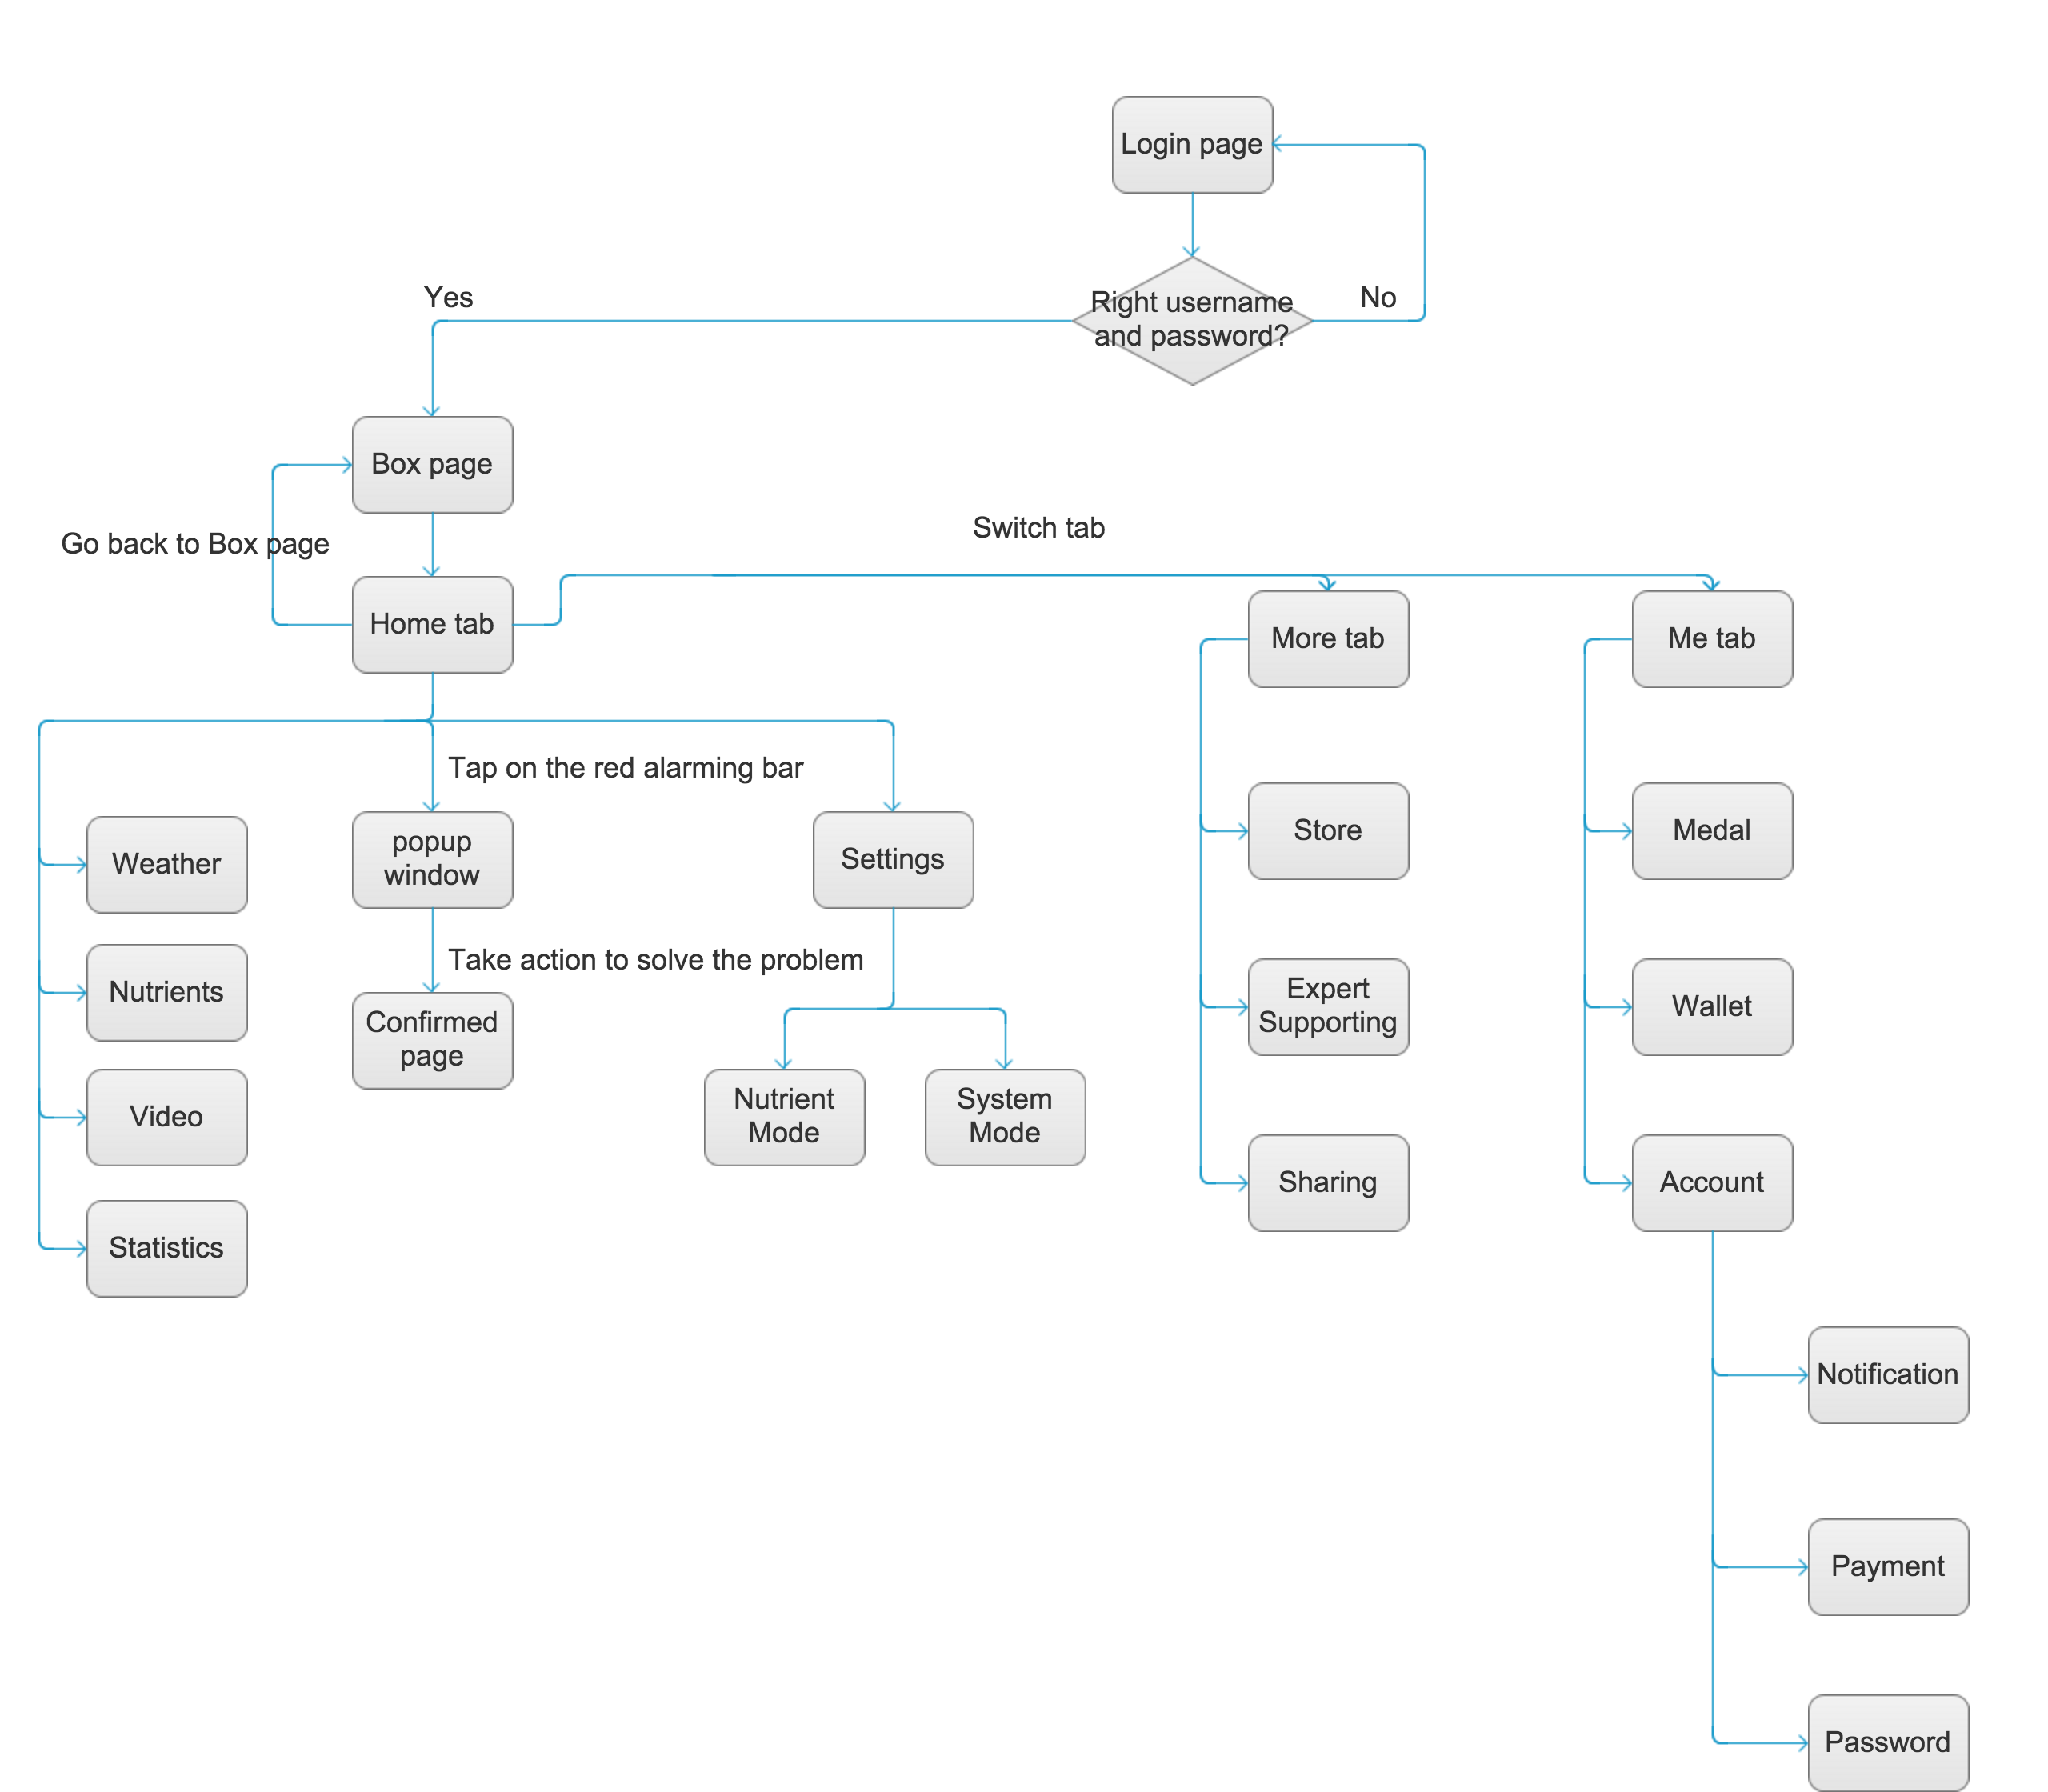 Login page
Right username
and password?
Yes
No
Box page
Go back to Box page
Switch tab
Home tab
More tab
Me tab
Tap on the red alarming bar
Weather
popup
window
Settings
Store
Medal
Nutrients
Take action to solve the problem
Expert
Supporting
Wallet
Confirmed
page
Video
Nutrient
Mode
System
Mode
Sharing
Account
Statistics
Notification
Payment
Password